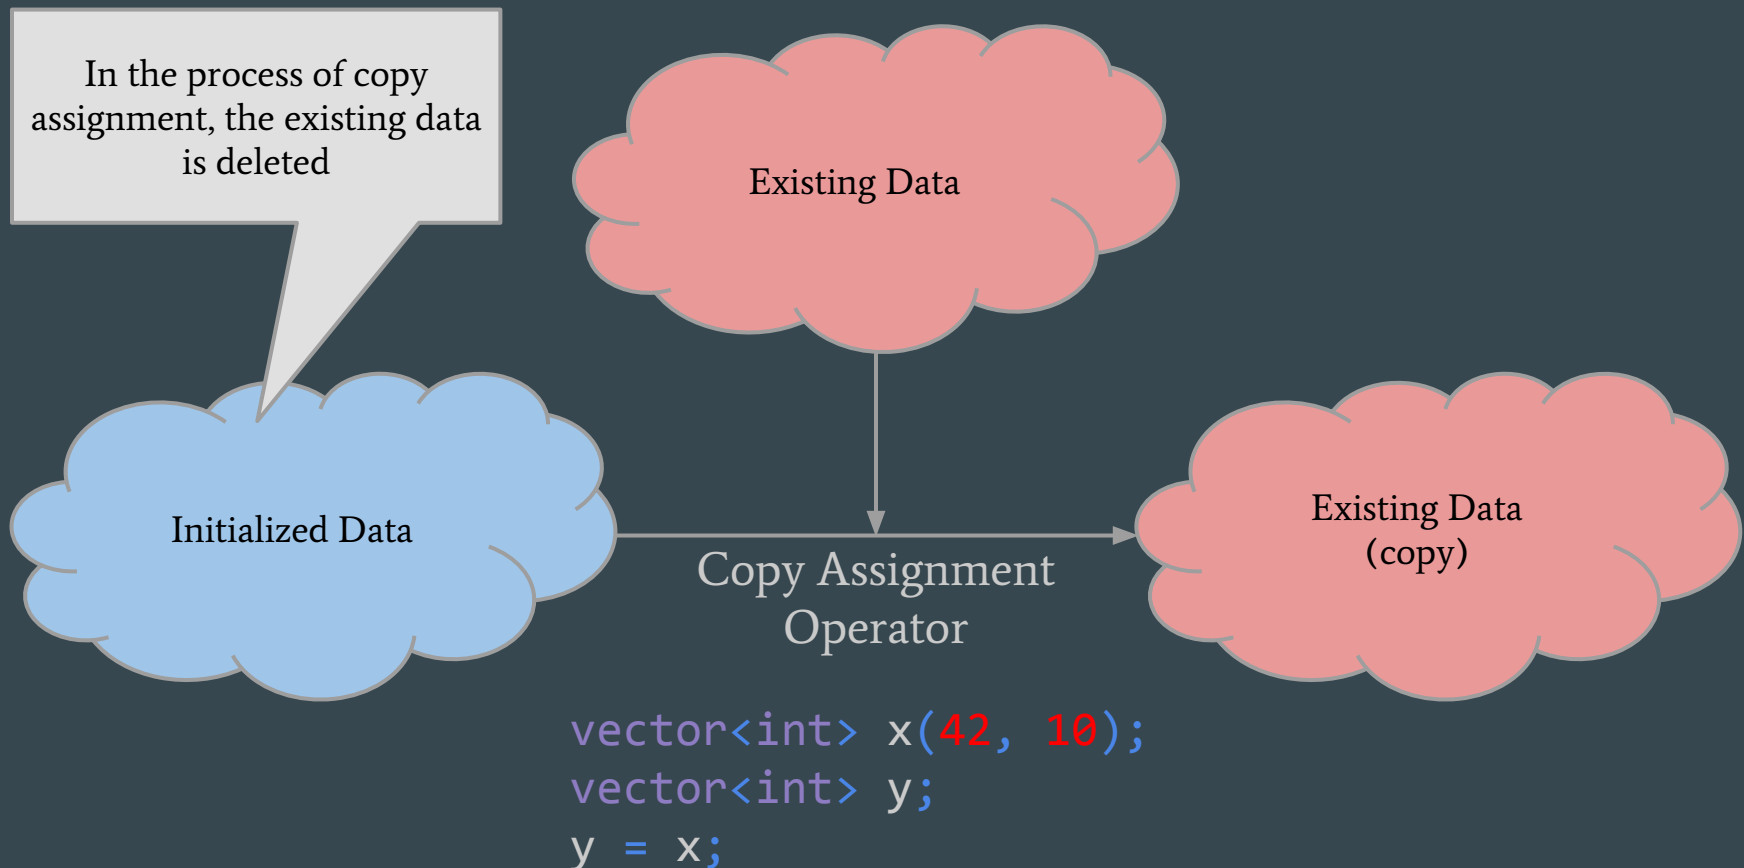 In the process of copy
assignment, the existing data
is deleted
Existing Data
Initialized Data
Existing Data
(copy)
Copy Assignment
Operator
vector<int> x(42, 10);
vector<int> y;
y = x;